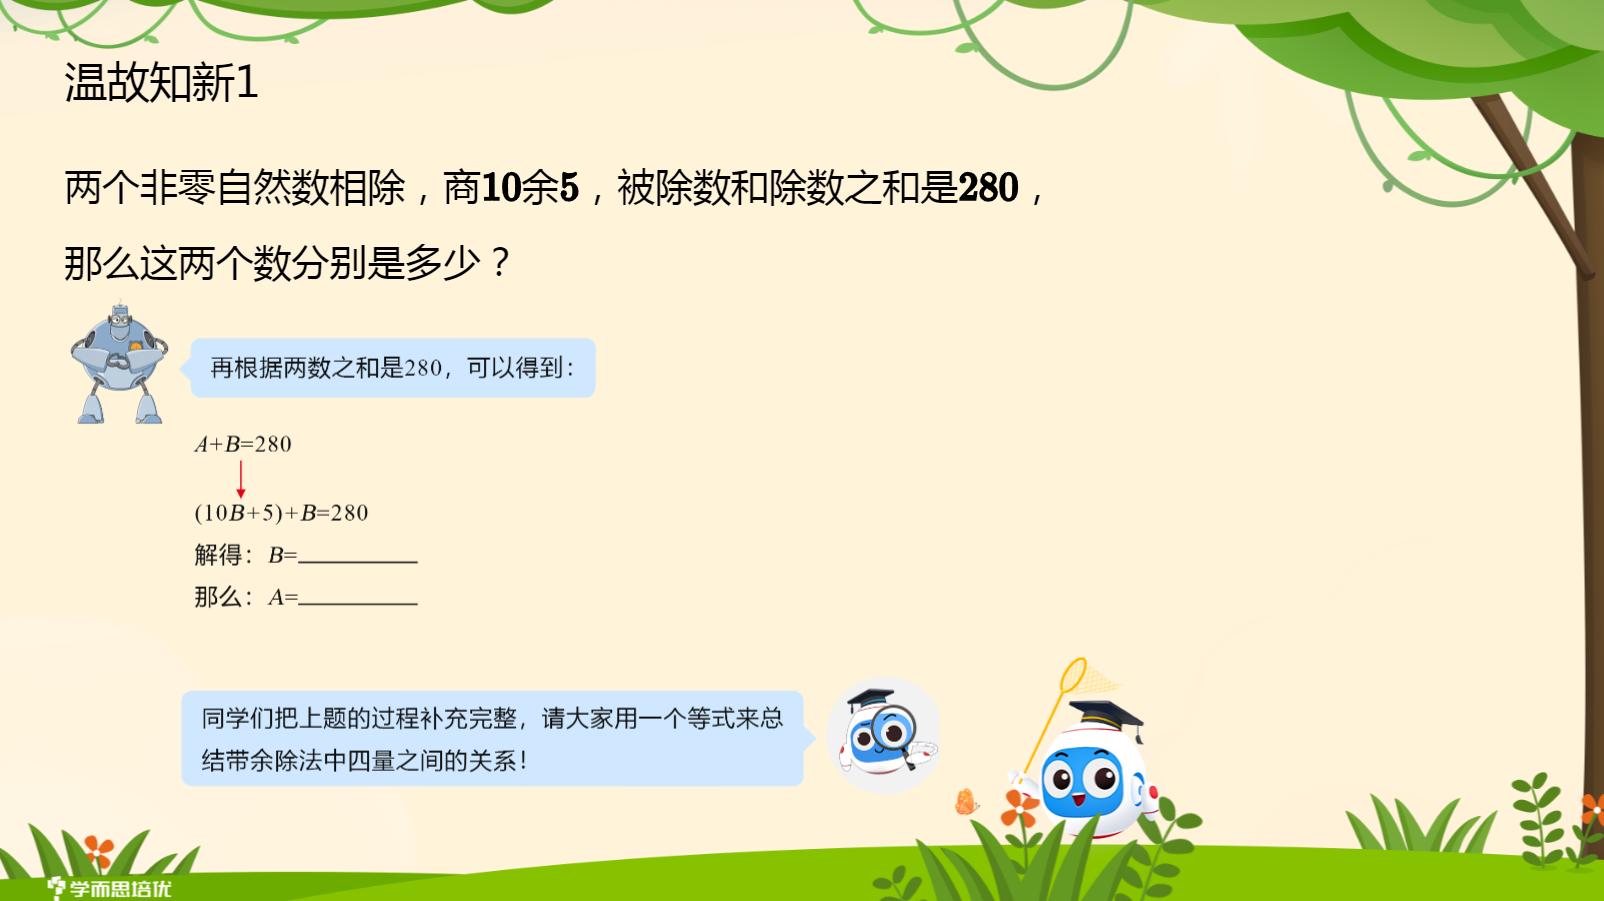 温故知新1
两个非零自然数相除，商10余5，被除数和除数之和是280，
那么这两个数分别是多少？
再根据两数之和是280，可以得到：
A+B=280
(10B+5)+B=280
解得：B=
那么：A=
同学们把上题的过程补充完整，请大家用一个等式来总
结带余除法中四量之间的关系！
学而思培优